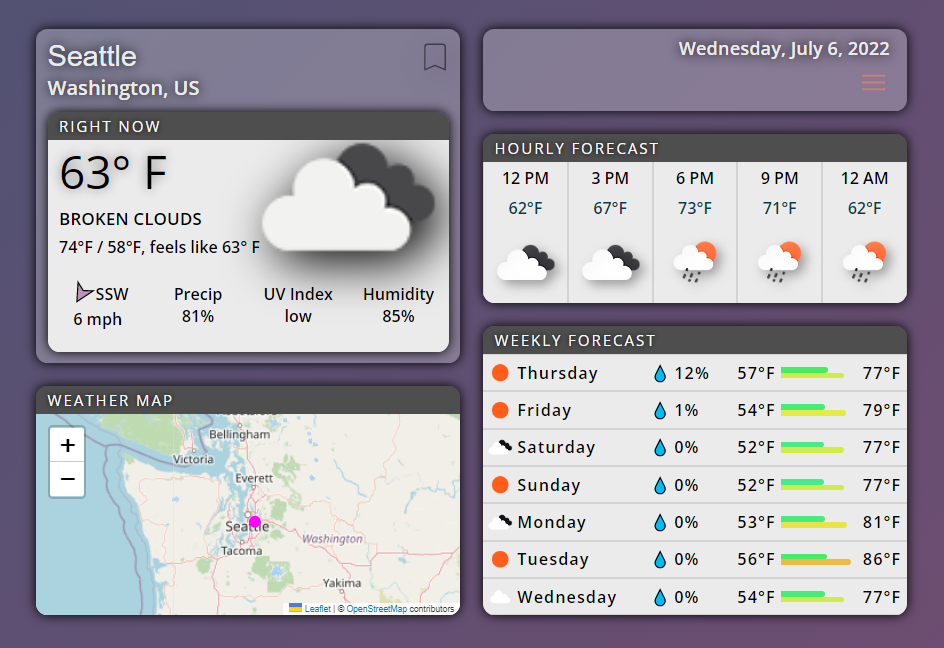 Seattle
Washington, US
RIGHT NOW
63° F
BROKEN CLOUDS
74°F / 58°F, feels like 63° F
SSW Precip UV Index Humidity
6 mph 81% low 85%
WEATHER MAP
+
−
Bellingham
Victoria
Everett
Seattle
Washington
Tacoma
Yakima
Leaflet | © OpenStreetMap contributors
Wednesday, July 6, 2022
HOURLY FORECAST
12 PM 3 PM 6 PM 9 PM 12 AM
62°F 67°F 73°F 71°F 62°F
WEEKLY FORECAST
Thursday 12% 57°F 77°F
Friday 1% 54°F 79°F
Saturday 0% 52°F 77°F
Sunday 0% 52°F 77°F
Monday 0% 53°F 81°F
Tuesday 0% 56°F 86°F
Wednesday 0% 54°F 77°F